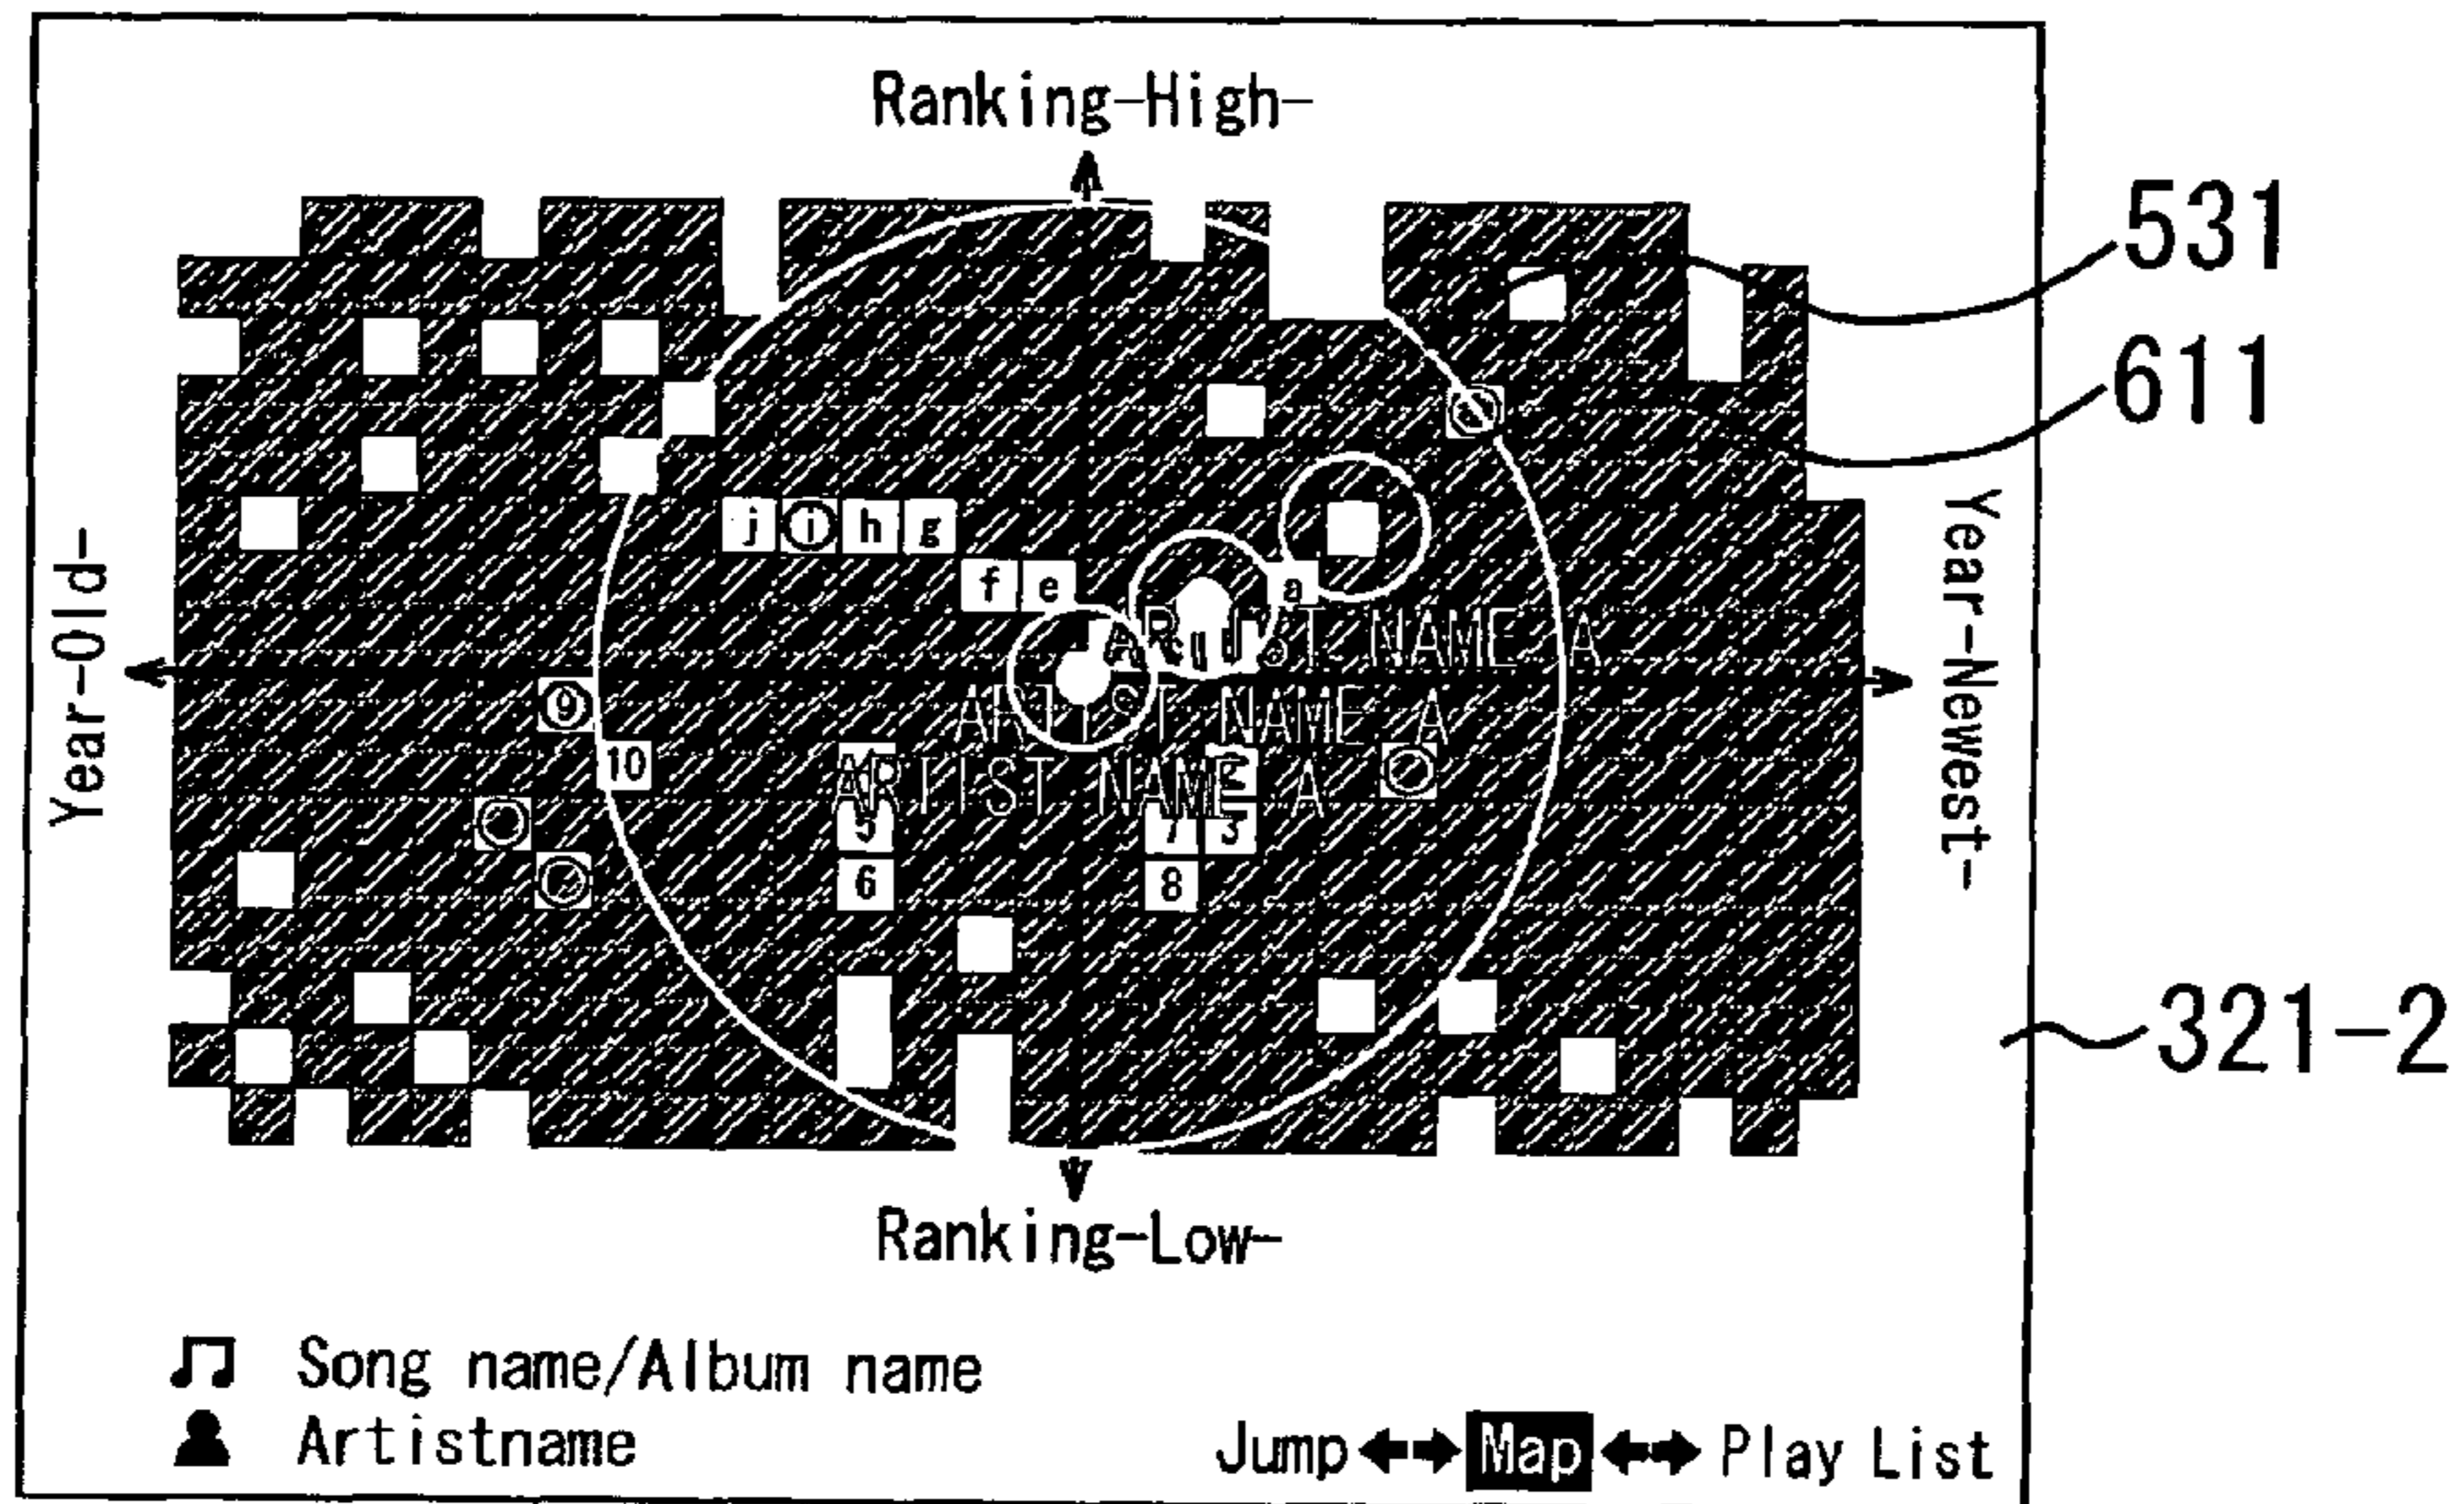 Ranking-High-
531
611
j i h g
f e a
ARTIST NAME A
Year-Old-
Year-Newest-
9
ARTIST NAME A
10
2
ARTIST NAME A
5 7 3
6 8
321-2
Ranking-Low-
Song name/Album name
Artistname
Jump Map Play List